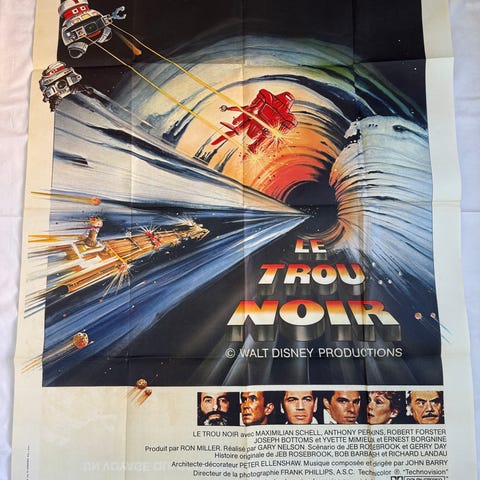 LE
TROU
NOIR
© WALT DISNEY PRODUCTIONS
LE TROU NOIR avec MAXIMILIAN SCHELL, ANTHONY PERKINS, ROBERT FORSTER
JOSEPH BOTTOMS et YVETTE MIMIEUX et ERNEST BORGNINE
Produit par RON MILLER. Réalisé par GARY NELSON. Scénario de JEB ROSEBROOK et GERRY DAY
Histoire originale de JEB ROSEBROOK, BOB BARBASH et RICHARD LANDAU
Architecte-décorateur PETER ELLENSHAW. Musique composée et dirigée par JOHN BARRY
Directeur de la photographie FRANK PHILLIPS, A.S.C. Technicolor ® "Technovision"
DOLBY STEREO